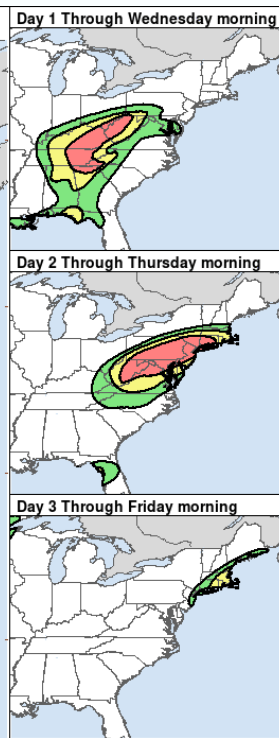 Day 1 Through Wednesday morning
Day 2 Through Thursday morning
Day 3 Through Friday morning